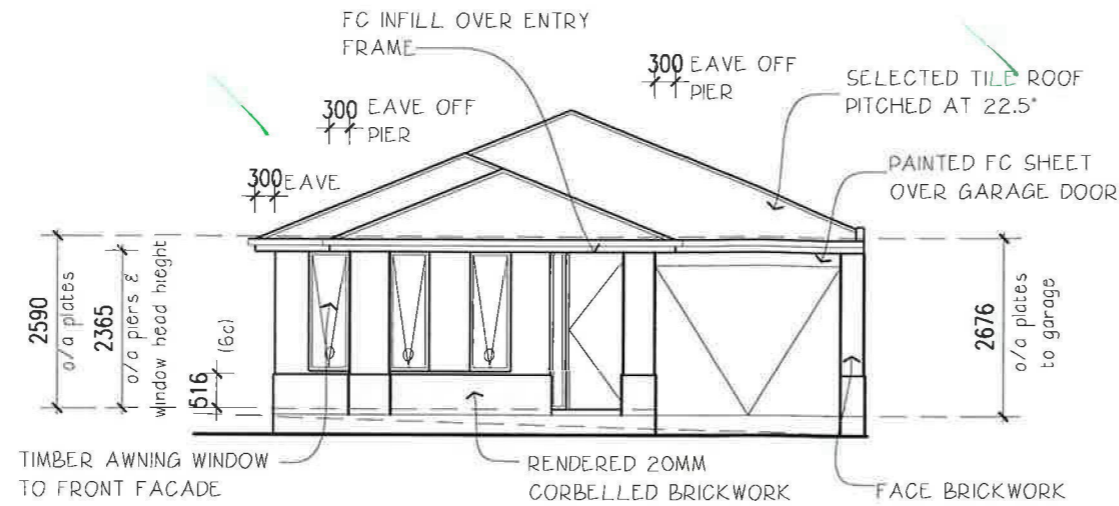 FC INFILL OVER ENTRY
FRAME
300 EAVE OFF
PIER
SELECTED TILE ROOF
PITCHED AT 22.5°
300 EAVE OFF
PIER
PAINTED FC SHEET
OVER GARAGE DOOR
300 EAVE
2590
o/a plates
2365
o/a piers &
window head hieght
516
(6c)
2676
o/a plates
to garage
TIMBER AWNING WINDOW
TO FRONT FACADE
RENDERED 20MM
CORBELLED BRICKWORK
FACE BRICKWORK